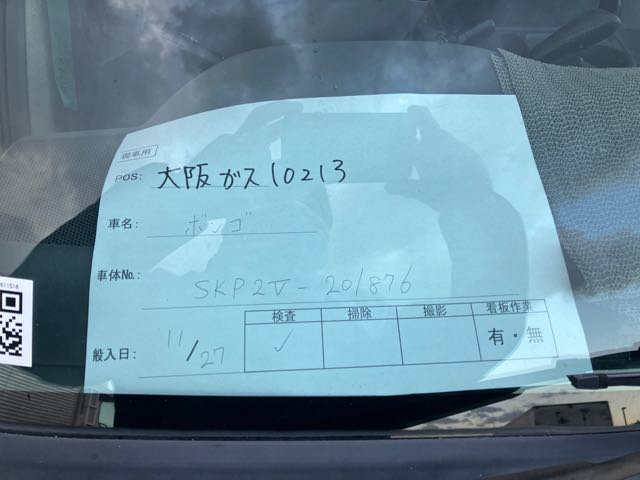 現車用
POS: 大阪ガス10213
車名: ボンゴ
車体No.: SKP2V-201876
検査 掃除 撮影 看板作業
搬入日: 11/27 ✓ 有・無